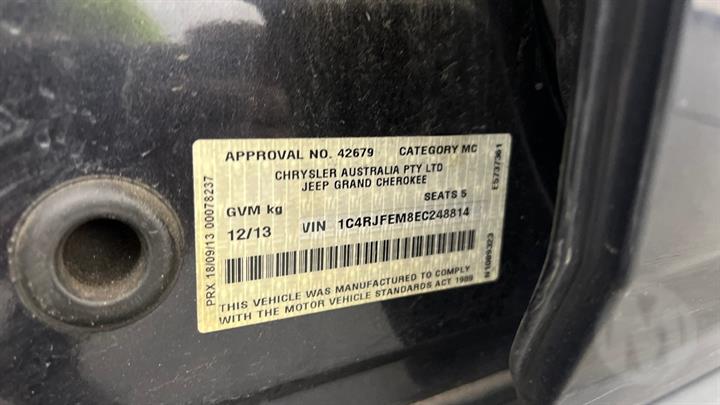 APPROVAL NO. 42679 CATEGORY MC
CHRYSLER AUSTRALIA PTY LTD
JEEP GRAND CHEROKEE
SEATS 5
GVM kg
12/13 VIN 1C4RJFEM8EC248814
THIS VEHICLE WAS MANUFACTURED TO COMPLY
WITH THE MOTOR VEHICLE STANDARDS ACT 1989
PRX 18/09/13 00078237
E5737361